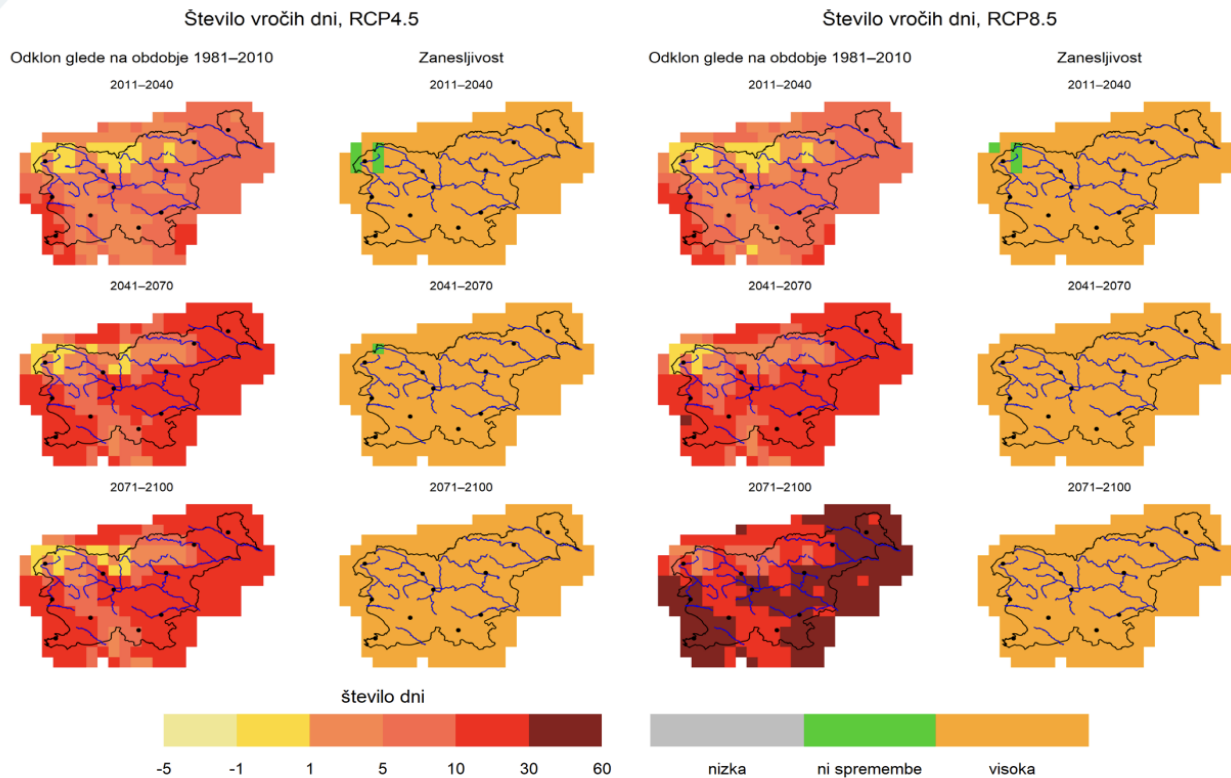 Število vročih dni, RCP4.5
Število vročih dni, RCP8.5
Odklon glede na obdobje 1981–2010
Zanesljivost
Odklon glede na obdobje 1981–2010
Zanesljivost
2011–2040
2011–2040
2011–2040
2011–2040
2041–2070
2041–2070
2041–2070
2041–2070
2071–2100
2071–2100
2071–2100
2071–2100
število dni
-5 -1 1 5 10 30 60
nizka ni spremembe visoka